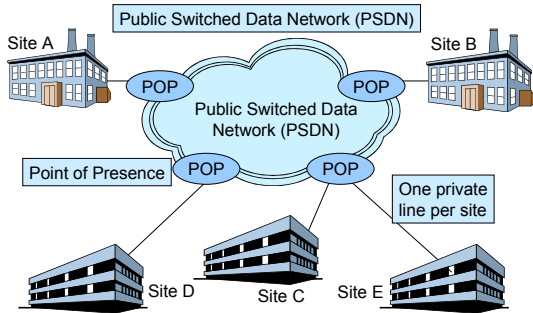 Public Switched Data Network (PSDN)
Site A
Site B
POP
POP
Public Switched Data
Network (PSDN)
Point of Presence
POP
POP
One private
line per site
Site D
Site C
Site E